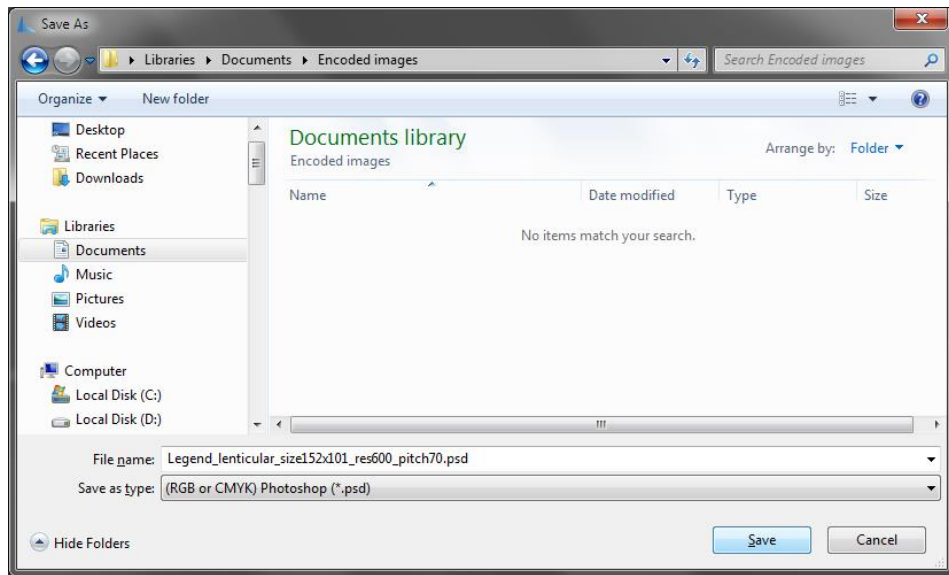 Save As
Libraries Documents Encoded images
Search Encoded images
Organize New folder
Desktop
Recent Places
Downloads
Libraries
Documents
Music
Pictures
Videos
Computer
Local Disk (C:)
Local Disk (D:)
Documents library
Encoded images
Arrange by: Folder
Name Date modified Type Size
No items match your search.
File name: Legend_lenticular_size152x101_res600_pitch70.psd
Save as type: (RGB or CMYK) Photoshop (*.psd)
Hide Folders
Save Cancel